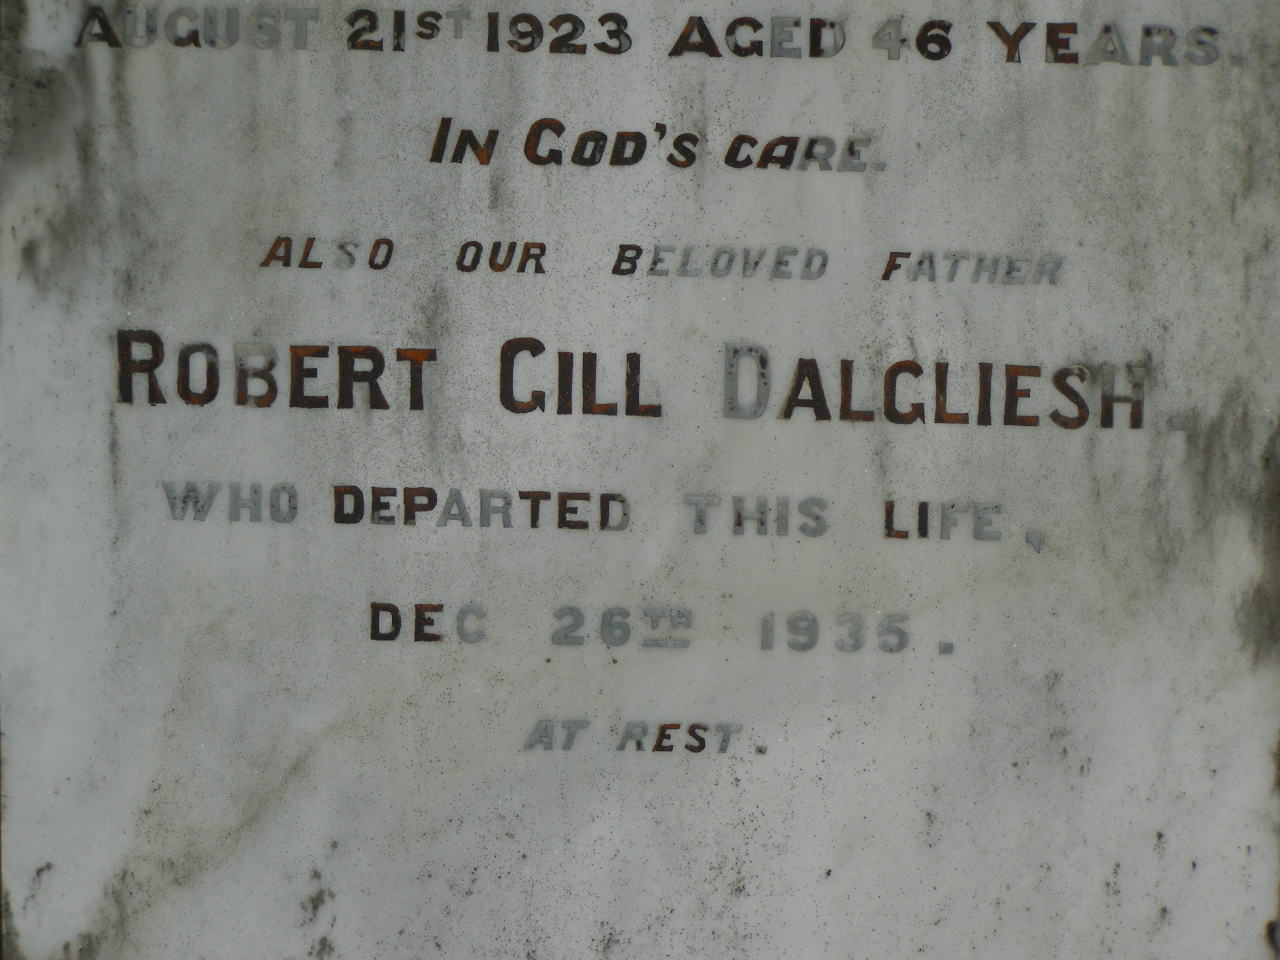 AUGUST 21ST 1923 AGED 46 YEARS.
IN GOD'S CARE.
ALSO OUR BELOVED FATHER
ROBERT GILL DALGLIESH.
WHO DEPARTED THIS LIFE,
DEC 26TH 1935.
AT REST.